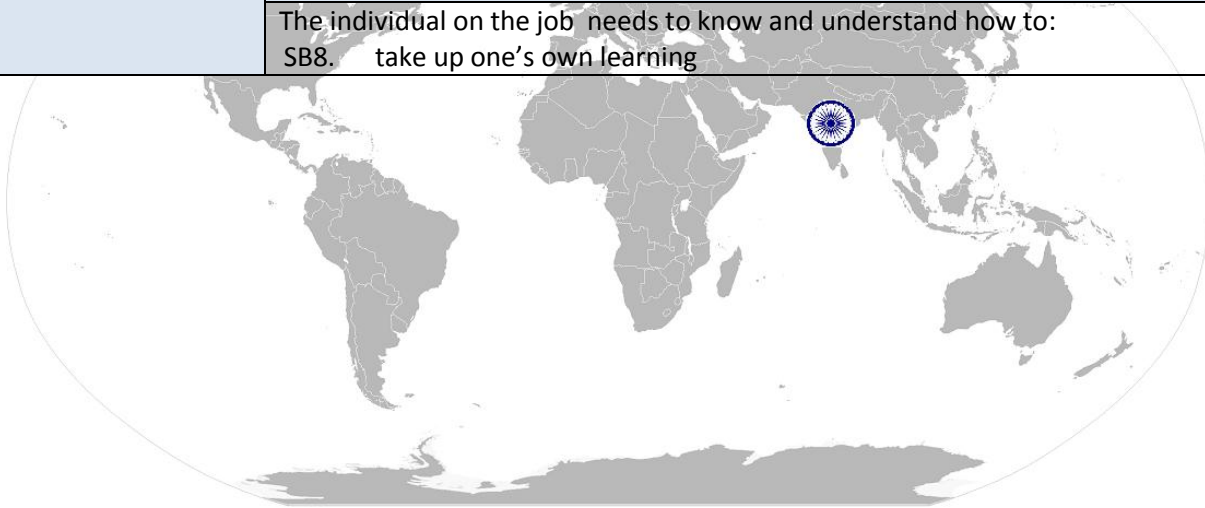 The individual on the job  needs to know and understand how to:
SB8. take up one’s own learning